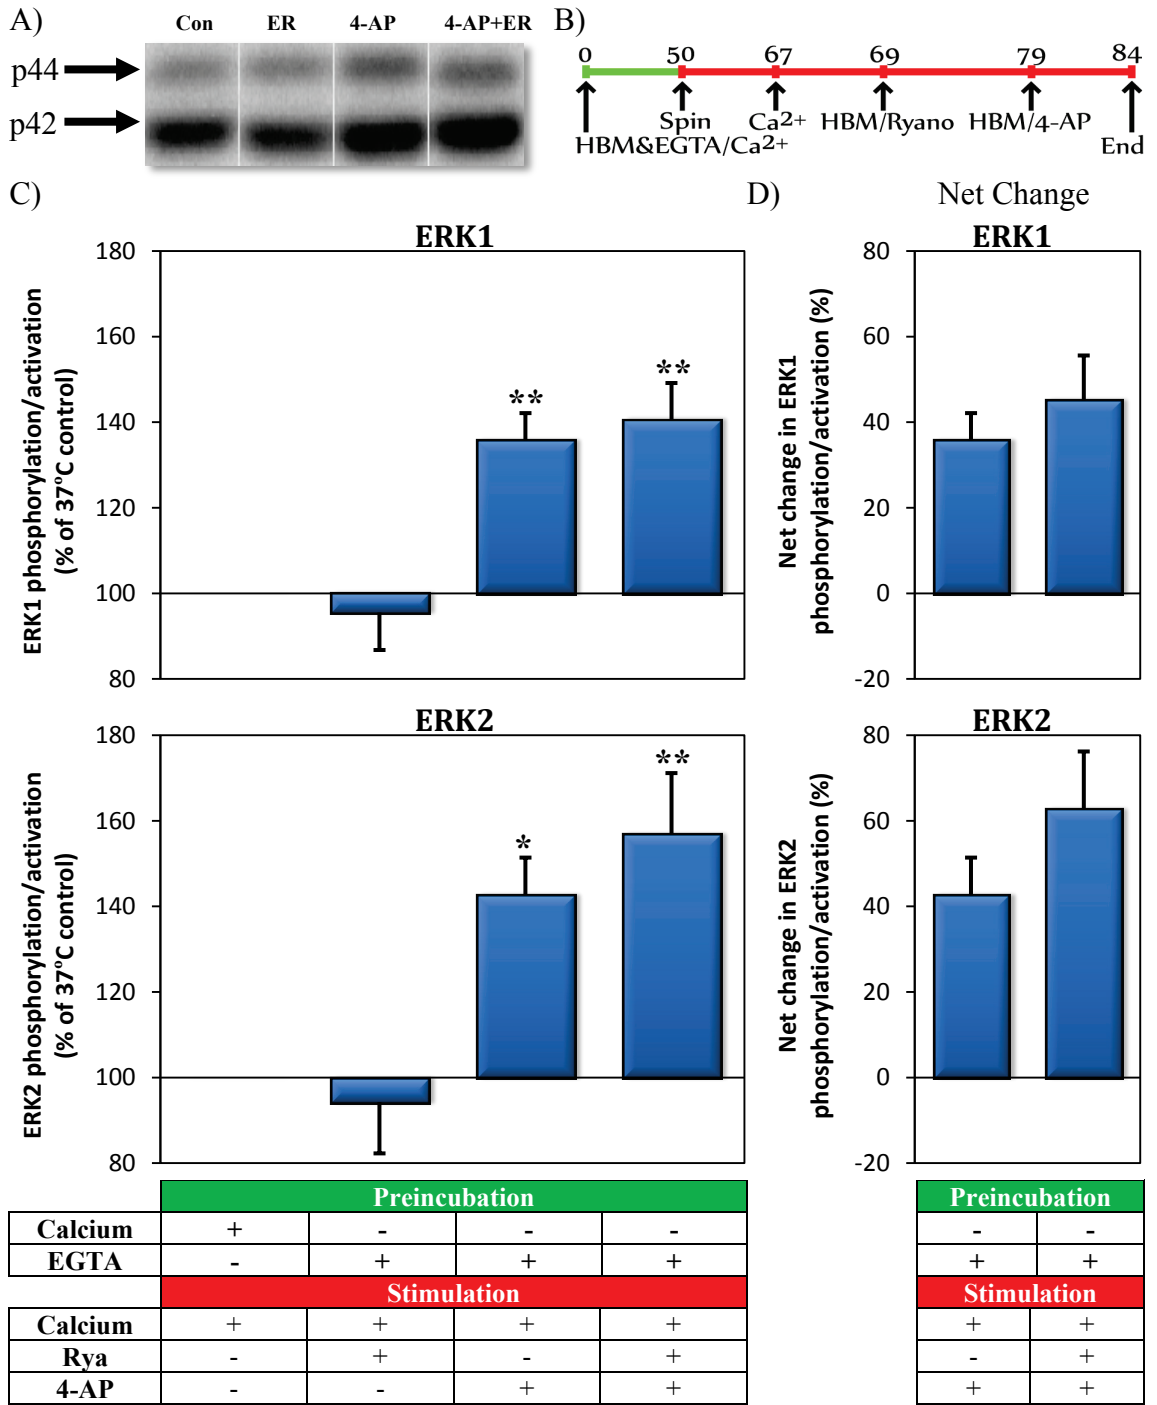 A)
Con ER 4-AP 4-AP+ER
p44
p42
B)
0 50 67 69 79 84
Spin Ca2+ HBM/Ryano HBM/4-AP
HBM&EGTA/Ca2+ End
C)
ERK1
ERK1 phosphorylation/activation
(% of 37°C control)
180
160
140
120
100
80
**
**
D)
Net Change
ERK1
Net change in ERK1
phosphorylation/activation (%)
80
60
40
20
0
-20
ERK2
ERK2 phosphorylation/activation
(% of 37°C control)
180
160
140
120
100
80
*
**
ERK2
Net change in ERK2
phosphorylation/activation (%)
80
60
40
20
0
-20
Preincubation
Calcium + - - -
EGTA - + + +
Stimulation
Calcium + + + +
Rya - + - +
4-AP - - + +
Preincubation
- -
+ +
Stimulation
+ +
- +
+ +